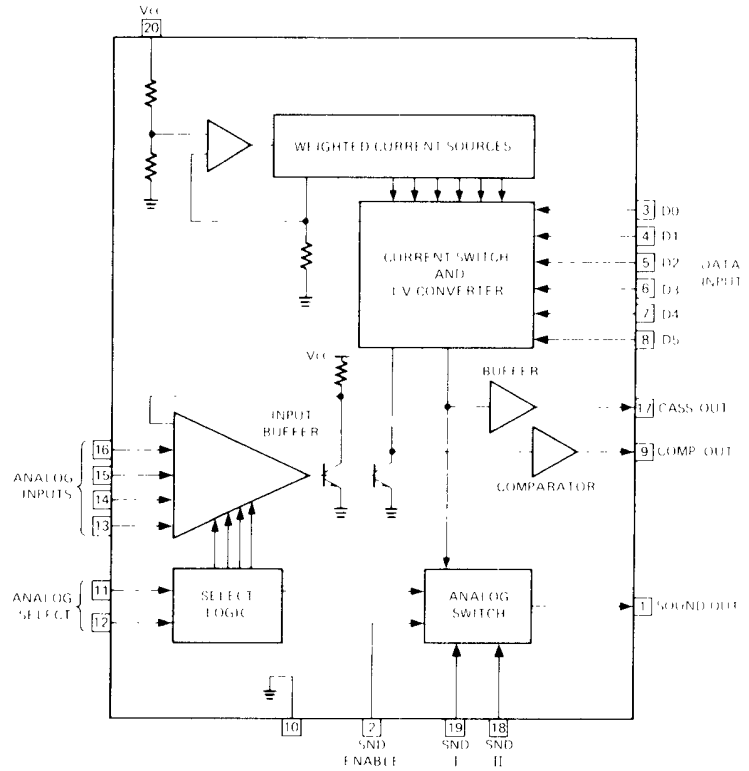 Vcc
20
WEIGHTED CURRENT SOURCES
CURRENT SWITCH
AND
I-V CONVERTER
3 D0
4 D1
5 D2
6 D3
7 D4
8 D5
DATA
INPUT
Vcc
BUFFER
17 CASS OUT
INPUT
BUFFER
9 COMP. OUT
COMPARATOR
ANALOG
INPUTS
16
15
14
13
ANALOG
SELECT
11
12
SELECT
LOGIC
ANALOG
SWITCH
1 SOUND OUT
10
2
SND
ENABLE
19
SND
I
18
SND
II